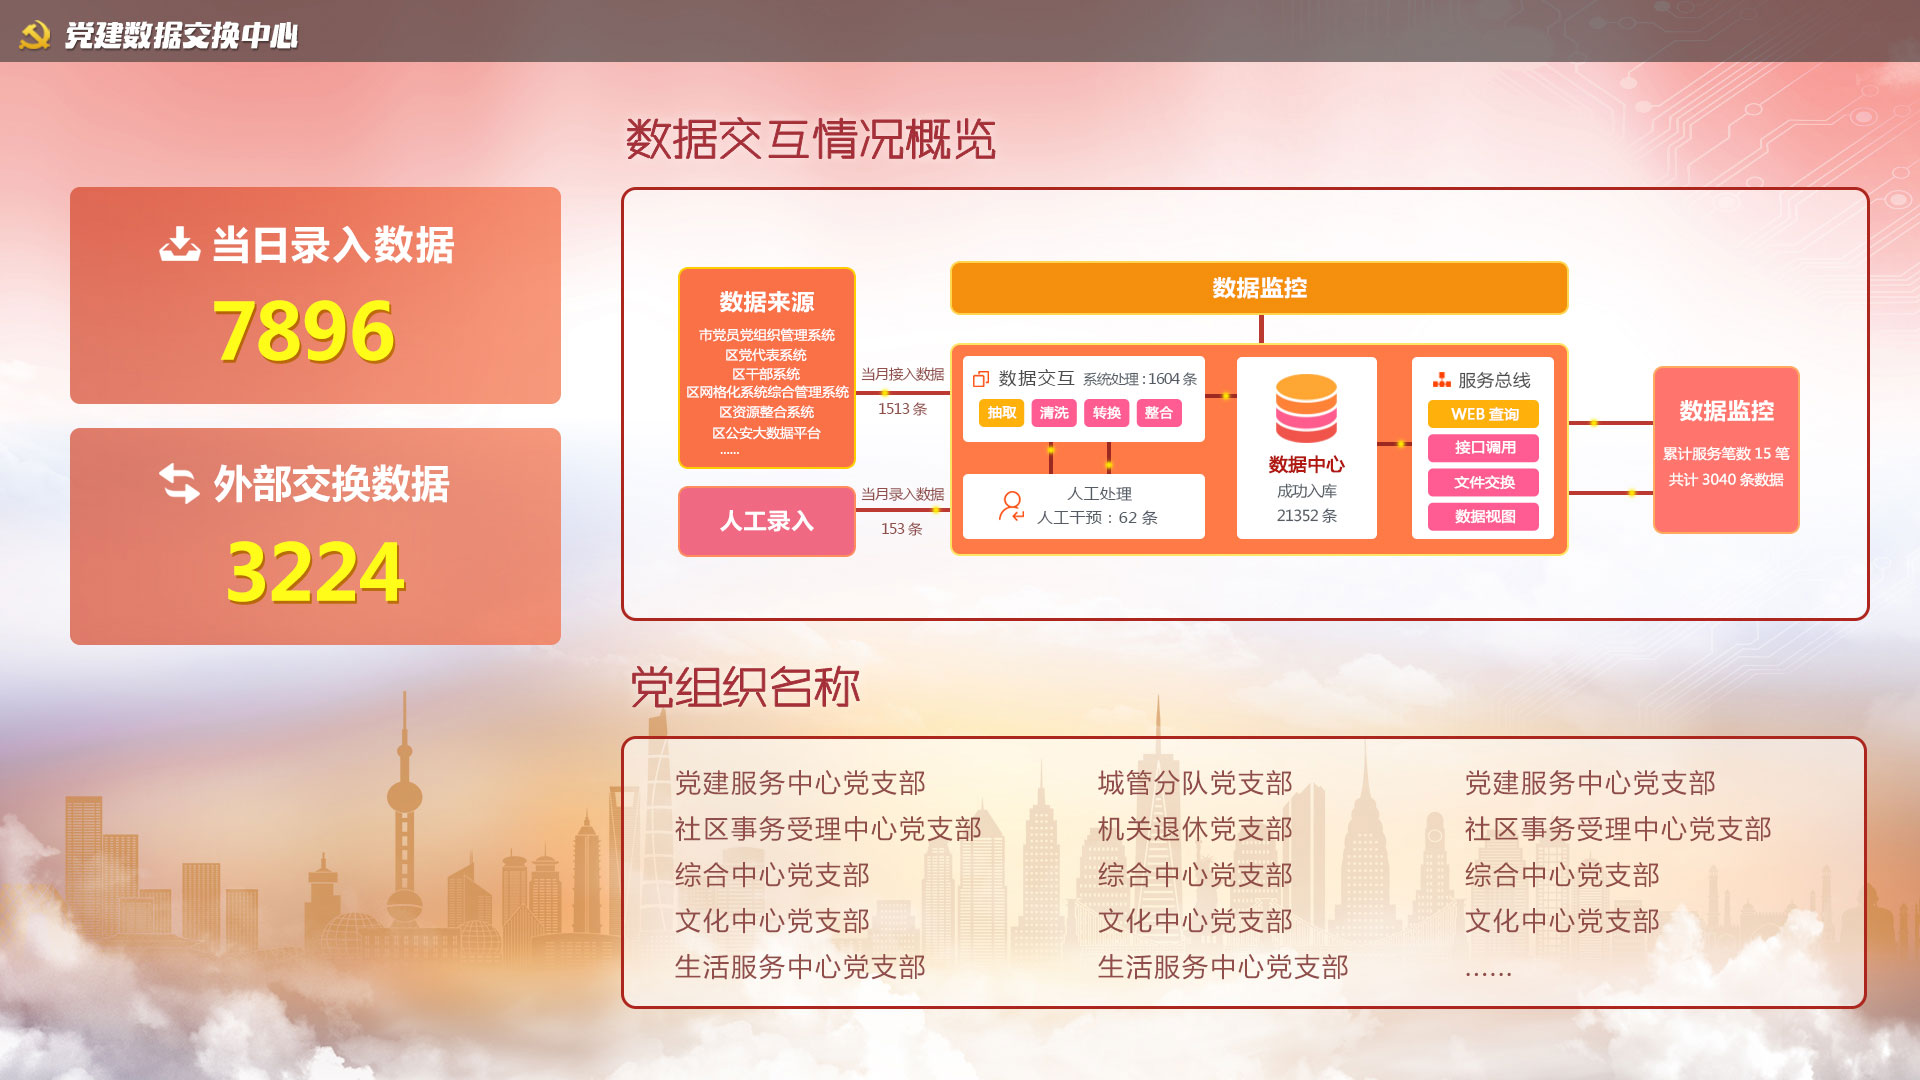 党建数据交换中心
当日录入数据
7896
外部交换数据
3224
数据交互情况概览
数据来源
市党员党组织管理系统
区党代表系统
区干部系统
区网格化系统综合管理系统
区资源整合系统
区公安大数据平台
......
人工录入
当月接入数据
1513 条
当月录入数据
153 条
数据监控
数据交互 系统处理:1604 条
抽取 清洗 转换 整合
人工处理
人工干预：62 条
数据中心
成功入库
21352 条
服务总线
WEB 查询
接口调用
文件交换
数据视图
数据监控
累计服务笔数 15 笔
共计 3040 条数据
党组织名称
党建服务中心党支部
社区事务受理中心党支部
综合中心党支部
文化中心党支部
生活服务中心党支部
城管分队党支部
机关退休党支部
综合中心党支部
文化中心党支部
生活服务中心党支部
党建服务中心党支部
社区事务受理中心党支部
综合中心党支部
文化中心党支部
......